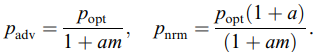 p_adv = p_opt / (1 + am), p_nrm = p_opt(1 + a) / (1 + am).